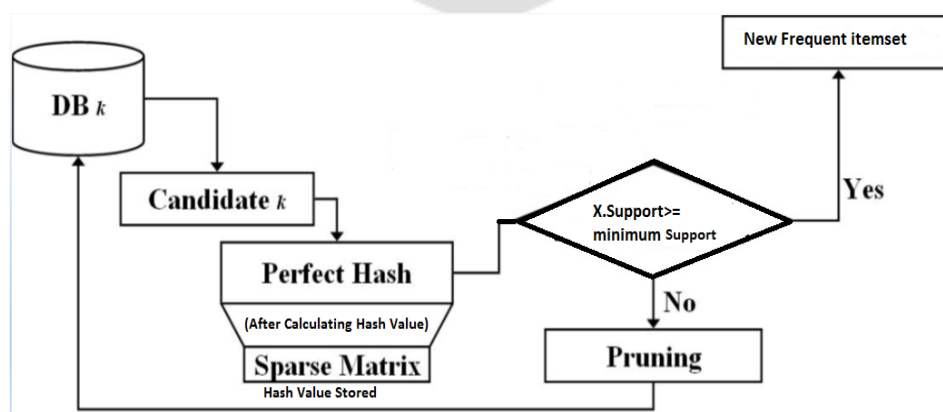 New Frequent itemset
DB k
Candidate k
X.Support>=
minimum Support
Yes
Perfect Hash
(After Calculating Hash Value)
No
Sparse Matrix
Pruning
Hash Value Stored